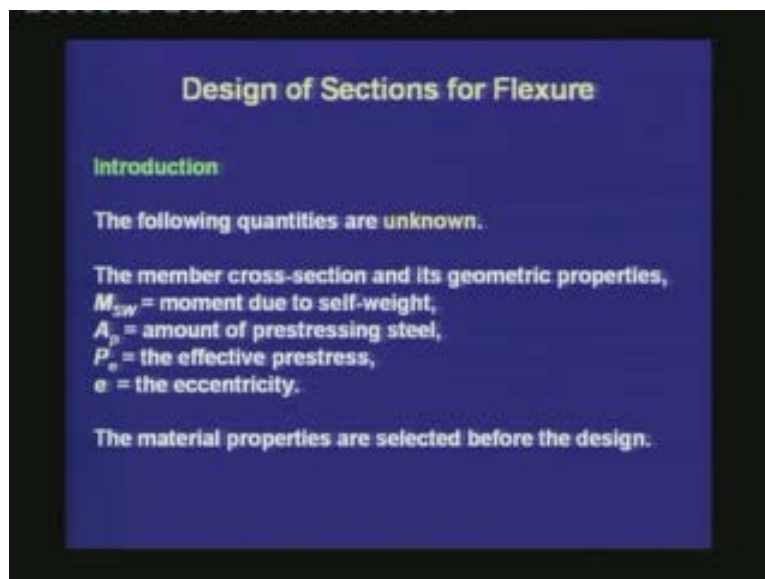 Design of Sections for Flexure
Introduction
The following quantities are unknown.
The member cross-section and its geometric properties,
M_SW = moment due to self-weight,
A_p = amount of prestressing steel,
P_e = the effective prestress,
e = the eccentricity.
The material properties are selected before the design.